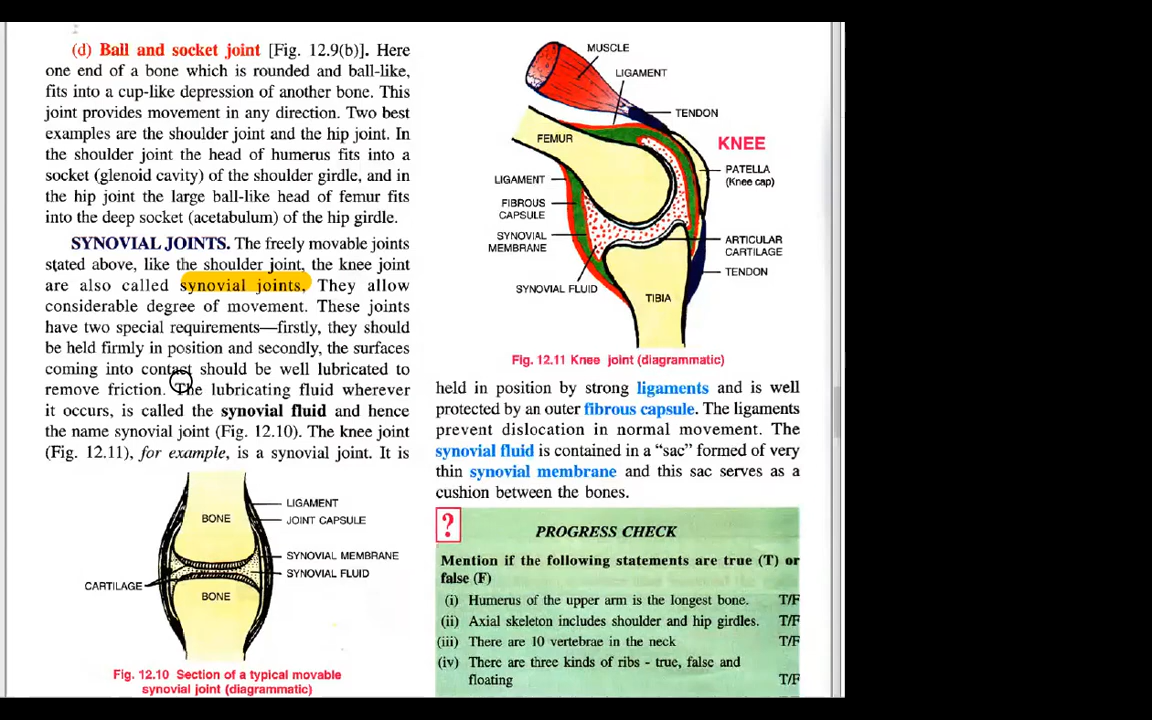 (d) Ball and socket joint [Fig. 12.9(b)]. Here
one end of a bone which is rounded and ball-like,
fits into a cup-like depression of another bone. This
joint provides movement in any direction. Two best
examples are the shoulder joint and the hip joint. In
the shoulder joint the head of humerus fits into a
socket (glenoid cavity) of the shoulder girdle, and in
the hip joint the large ball-like head of femur fits
into the deep socket (acetabulum) of the hip girdle.
SYNOVIAL JOINTS. The freely movable joints
stated above, like the shoulder joint, the knee joint
are also called synovial joints. They allow
considerable degree of movement. These joints
have two special requirements—firstly, they should
be held firmly in position and secondly, the surfaces
coming into contact should be well lubricated to
remove friction. The lubricating fluid wherever
it occurs, is called the synovial fluid and hence
the name synovial joint (Fig. 12.10). The knee joint
(Fig. 12.11), for example, is a synovial joint. It is
BONE
LIGAMENT
JOINT CAPSULE
SYNOVIAL MEMBRANE
SYNOVIAL FLUID
CARTILAGE
BONE
Fig. 12.10 Section of a typical movable
synovial joint (diagrammatic)
MUSCLE
LIGAMENT
TENDON
FEMUR
KNEE
PATELLA
(Knee cap)
LIGAMENT
FIBROUS
CAPSULE
SYNOVIAL
MEMBRANE
ARTICULAR
CARTILAGE
TENDON
SYNOVIAL FLUID
TIBIA
Fig. 12.11 Knee joint (diagrammatic)
held in position by strong ligaments and is well
protected by an outer fibrous capsule. The ligaments
prevent dislocation in normal movement. The
synovial fluid is contained in a “sac” formed of very
thin synovial membrane and this sac serves as a
cushion between the bones.
?
PROGRESS CHECK
Mention if the following statements are true (T) or
false (F)
(i) Humerus of the upper arm is the longest bone. T/F
(ii) Axial skeleton includes shoulder and hip girdles. T/F
(iii) There are 10 vertebrae in the neck T/F
(iv) There are three kinds of ribs - true, false and
floating T/F